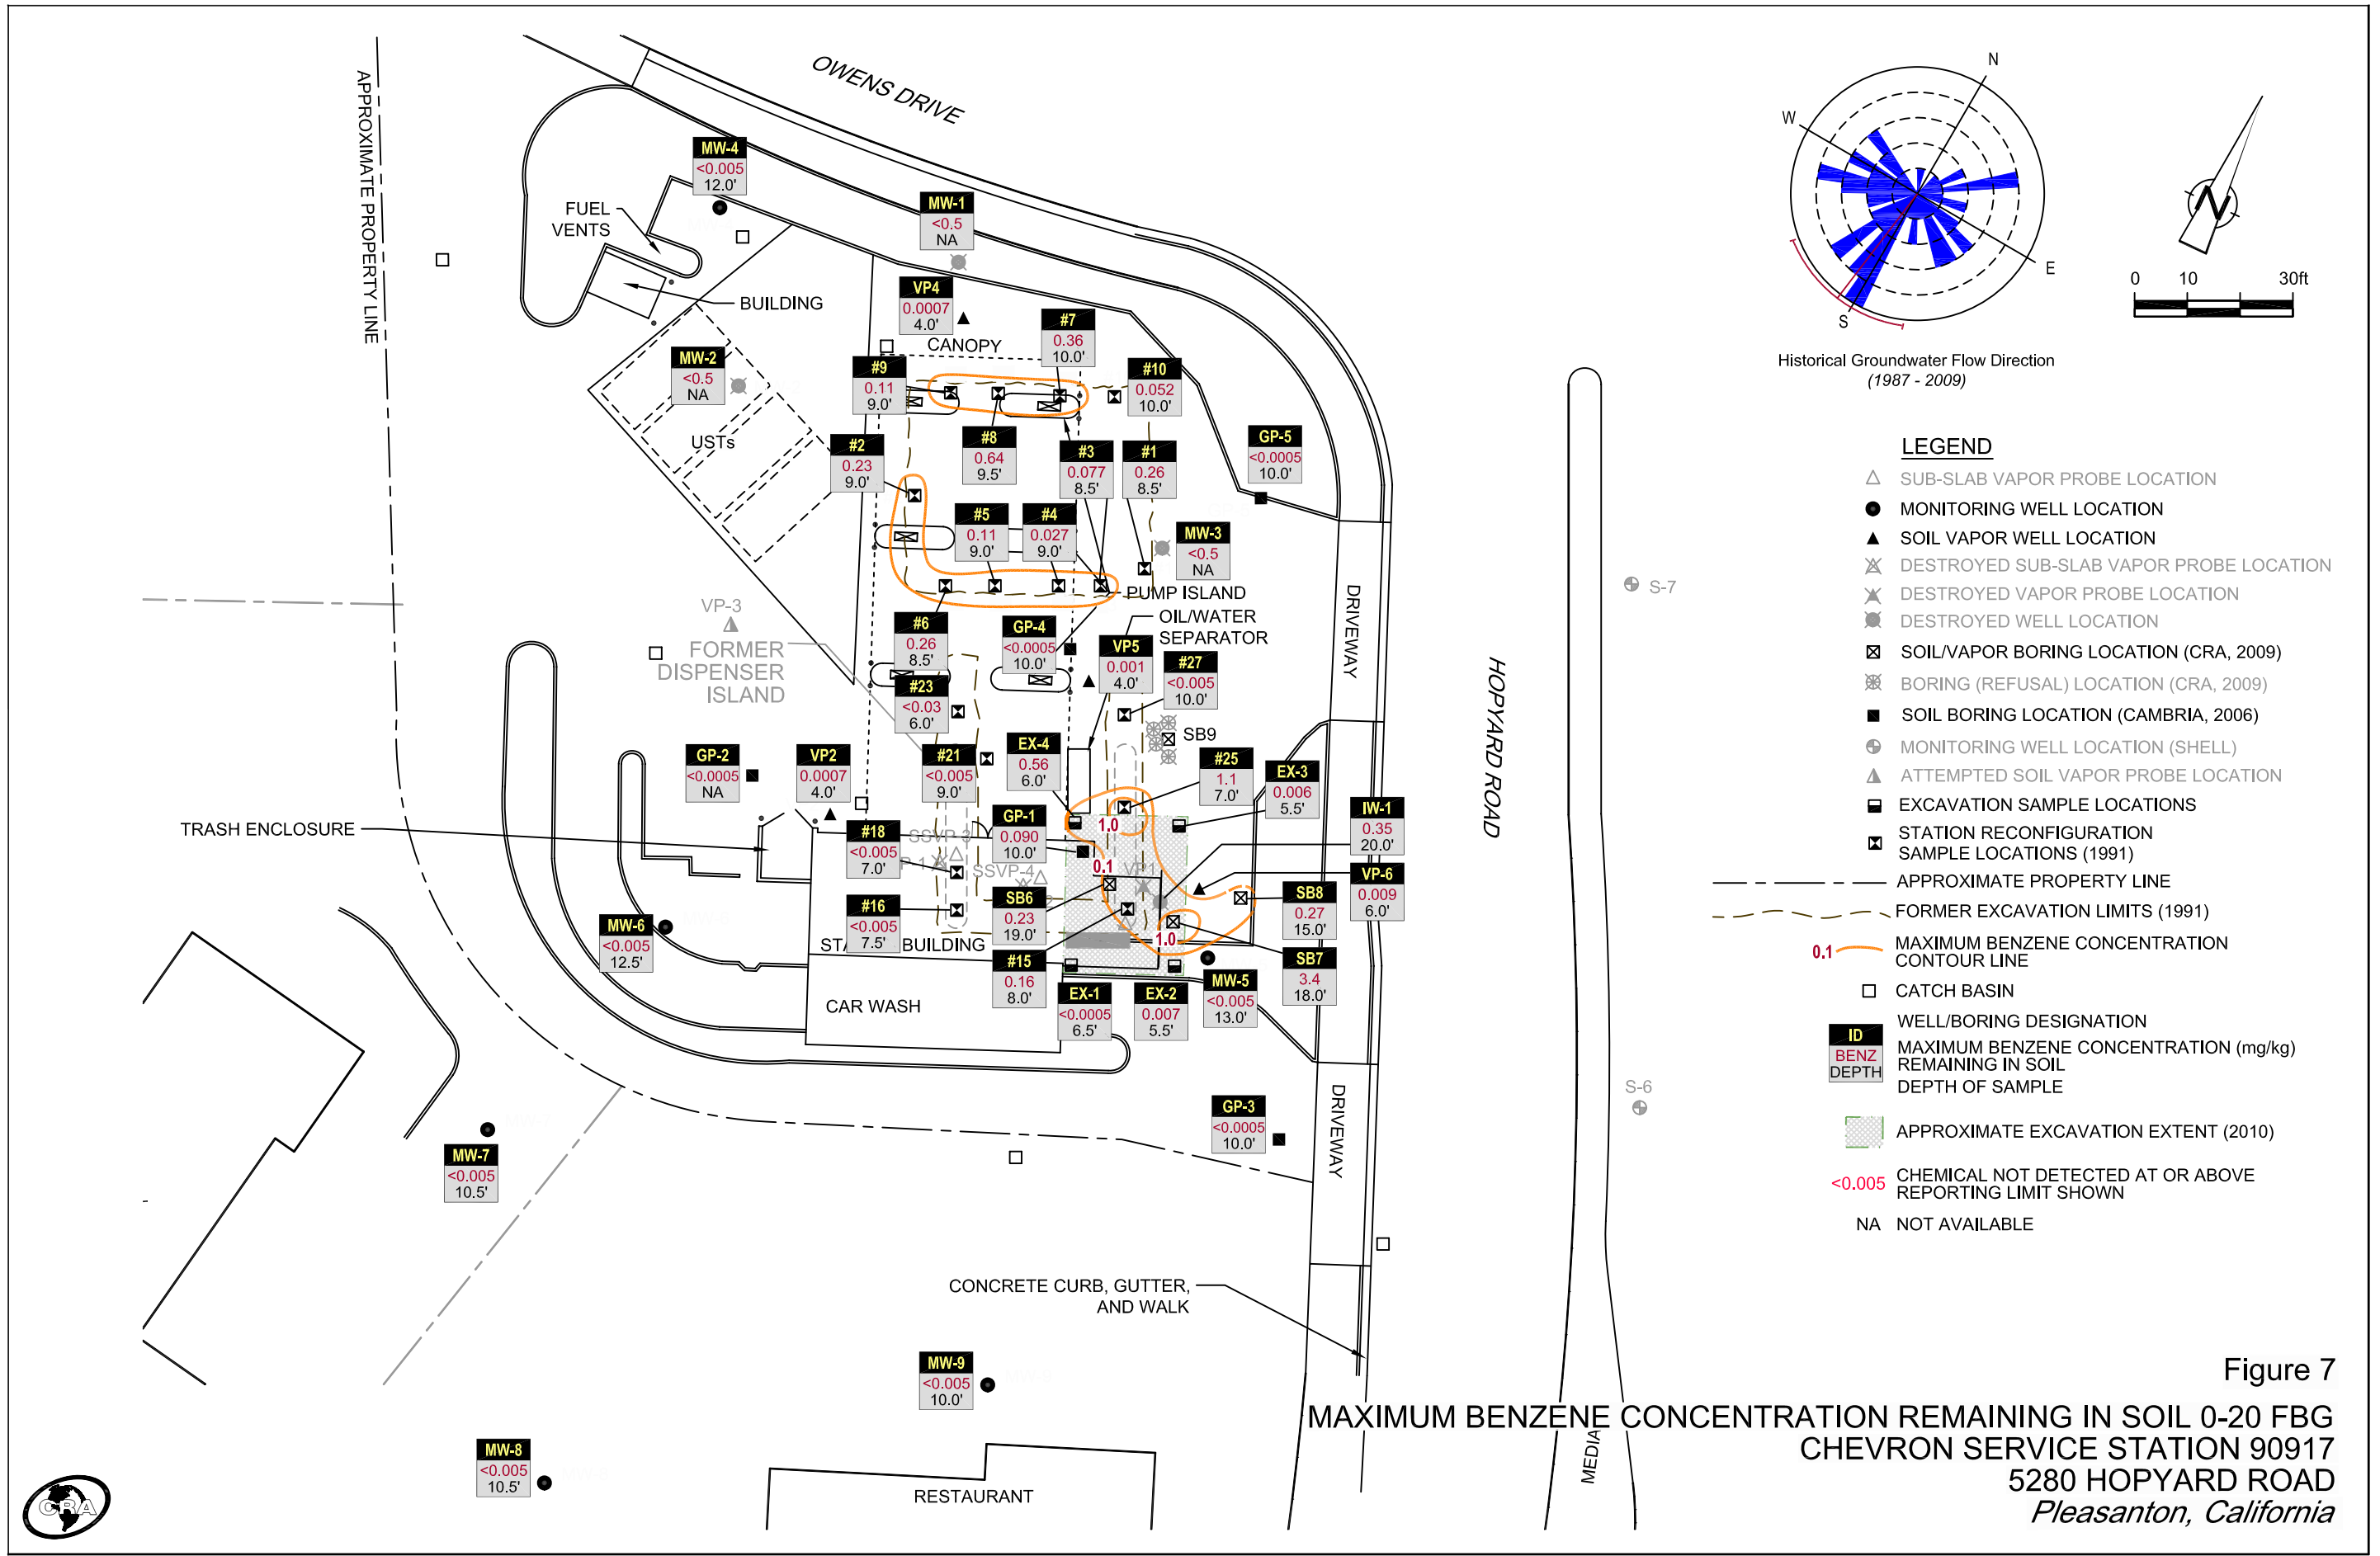 OWENS DRIVE
APPROXIMATE PROPERTY LINE
MW-4
<0.005
12.0'
FUEL
VENTS
MW-1
<0.5
NA
BUILDING
VP4
0.0007
4.0'
CANOPY
#7
0.36
10.0'
MW-2
<0.5
NA
#9
0.11
9.0'
#10
0.052
10.0'
USTs
#2
0.23
9.0'
#8
0.64
9.5'
#3
0.077
8.5'
#1
0.26
8.5'
GP-5
<0.0005
10.0'
#5
0.11
9.0'
#4
0.027
9.0'
MW-3
<0.5
NA
PUMP ISLAND
OIL/WATER
SEPARATOR
DRIVEWAY
VP-3
FORMER
DISPENSER
ISLAND
#6
0.26
8.5'
GP-4
<0.0005
10.0'
VP5
0.001
4.0'
#27
<0.005
10.0'
#23
<0.03
6.0'
SB9
HOPYARD ROAD
GP-2
<0.0005
NA
VP2
0.0007
4.0'
#21
<0.005
9.0'
EX-4
0.56
6.0'
#25
1.1
7.0'
EX-3
0.006
5.5'
TRASH ENCLOSURE
#18
<0.005
7.0'
SSVP-3
P-1
SSVP-4
GP-1
0.090
10.0'
1.0
0.1
VP1
IW-1
0.35
20.0'
VP-6
0.009
6.0'
#16
<0.005
7.5'
SB6
0.23
19.0'
SB8
0.27
15.0'
MW-6
<0.005
12.5'
STA BUILDING
1.0
#15
0.16
8.0'
SB7
3.4
18.0'
CAR WASH
EX-1
<0.0005
6.5'
EX-2
0.007
5.5'
MW-5
<0.005
13.0'
DRIVEWAY
GP-3
<0.0005
10.0'
MW-7
<0.005
10.5'
CONCRETE CURB, GUTTER,
AND WALK
MW-9
<0.005
10.0'
MW-8
<0.005
10.5'
RESTAURANT
S-7
S-6
MEDIA
CRA
N
W
E
S
Historical Groundwater Flow Direction
(1987 - 2009)
N
0 10 30ft
LEGEND
SUB-SLAB VAPOR PROBE LOCATION
MONITORING WELL LOCATION
SOIL VAPOR WELL LOCATION
DESTROYED SUB-SLAB VAPOR PROBE LOCATION
DESTROYED VAPOR PROBE LOCATION
DESTROYED WELL LOCATION
SOIL/VAPOR BORING LOCATION (CRA, 2009)
BORING (REFUSAL) LOCATION (CRA, 2009)
SOIL BORING LOCATION (CAMBRIA, 2006)
MONITORING WELL LOCATION (SHELL)
ATTEMPTED SOIL VAPOR PROBE LOCATION
EXCAVATION SAMPLE LOCATIONS
STATION RECONFIGURATION
SAMPLE LOCATIONS (1991)
APPROXIMATE PROPERTY LINE
FORMER EXCAVATION LIMITS (1991)
0.1 MAXIMUM BENZENE CONCENTRATION
CONTOUR LINE
CATCH BASIN
WELL/BORING DESIGNATION
ID
BENZ
DEPTH
MAXIMUM BENZENE CONCENTRATION (mg/kg)
REMAINING IN SOIL
DEPTH OF SAMPLE
APPROXIMATE EXCAVATION EXTENT (2010)
<0.005 CHEMICAL NOT DETECTED AT OR ABOVE
REPORTING LIMIT SHOWN
NA NOT AVAILABLE
Figure 7
MAXIMUM BENZENE CONCENTRATION REMAINING IN SOIL 0-20 FBG
CHEVRON SERVICE STATION 90917
5280 HOPYARD ROAD
Pleasanton, California